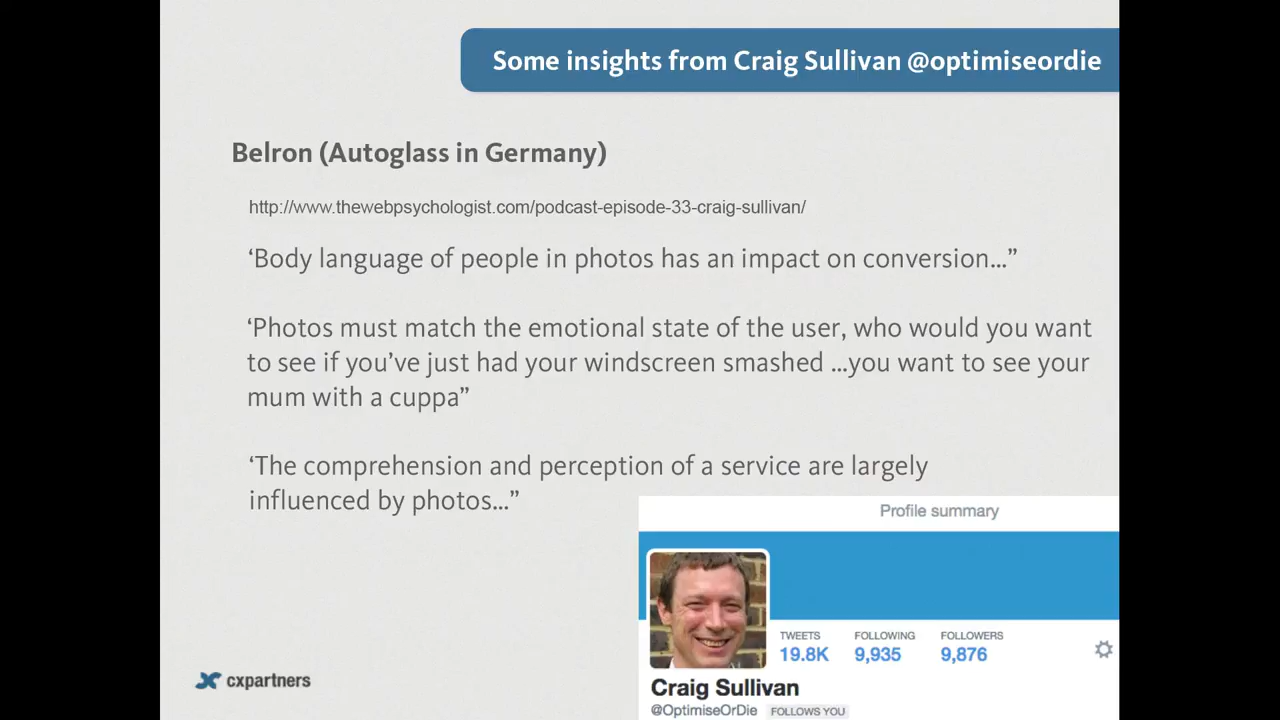 Some insights from Craig Sullivan @optimiseordie
Belron (Autoglass in Germany)
http://www.thewebpsychologist.com/podcast-episode-33-craig-sullivan/
‘Body language of people in photos has an impact on conversion...”
‘Photos must match the emotional state of the user, who would you want
to see if you’ve just had your windscreen smashed ...you want to see your
mum with a cuppa”
‘The comprehension and perception of a service are largely
influenced by photos...”
Profile summary
TWEETS FOLLOWING FOLLOWERS
19.8K 9,935 9,876
Craig Sullivan
@OptimiseOrDie FOLLOWS YOU
cxpartners